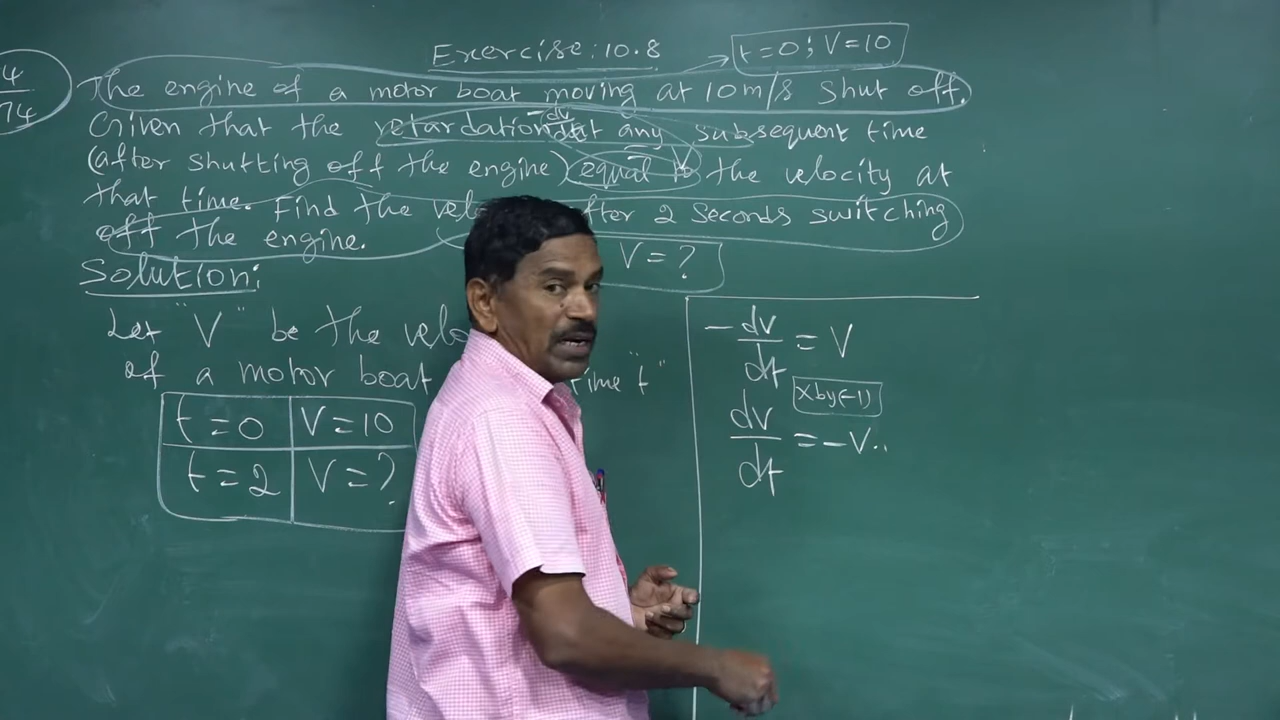 Exercise: 10.8
t=0; V=10
4
74
The engine of a motor boat moving at 10m/s shut off.
Given that the retardation -dv/dt at any subsequent time
(after shutting off the engine) equal to the velocity at
that time. Find the after 2 seconds switching
off the engine.
V=?
Solution:
Let "V" be the
of a motor boat time "t"
t=0 V=10
t=2 V=?
-dv/dt = V
× by (-1)
dv/dt = -V..